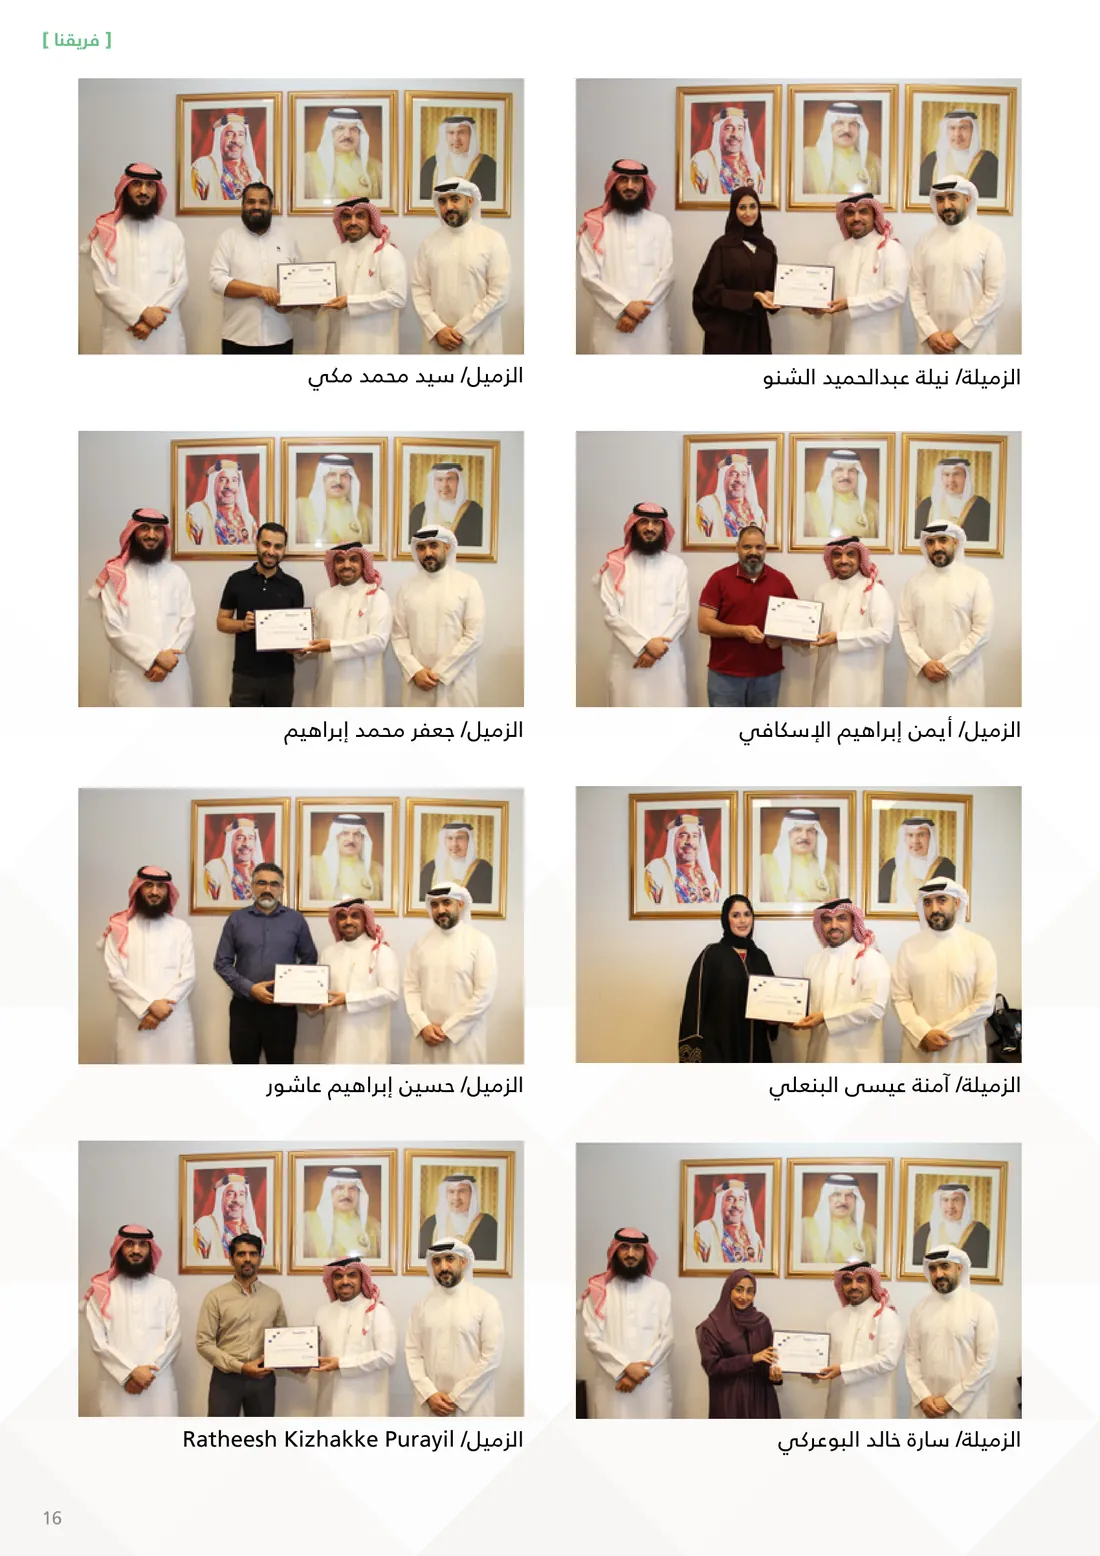 [ فريقنا ]
الزميلة/ نيلة عبدالحميد الشنو
الزميل/ سيد محمد مكي
الزميل/ أيمن إبراهيم الإسكافي
الزميل/ جعفر محمد إبراهيم
الزميلة/ آمنة عيسى البنعلي
الزميل/ حسين إبراهيم عاشور
الزميلة/ سارة خالد البوعركي
الزميل/ Ratheesh Kizhakke Purayil
16